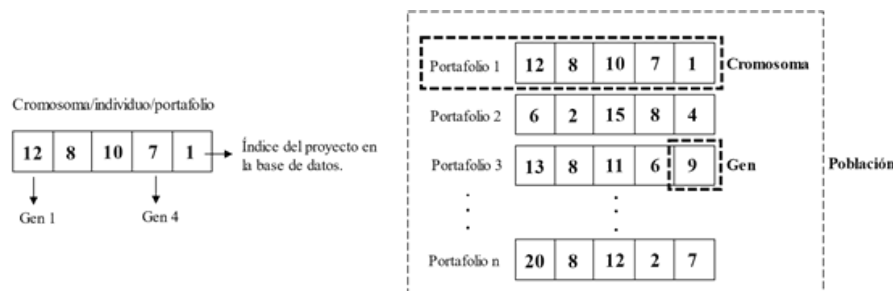 Cromosoma/individuo/portafolio
12 8 10 7 1
Índice del proyecto en
la base de datos.
Gen 1 Gen 4
Portafolio 1 12 8 10 7 1 Cromosoma
Portafolio 2 6 2 15 8 4
Portafolio 3 13 8 11 6 9 Gen
Población
Portafolio n 20 8 12 2 7